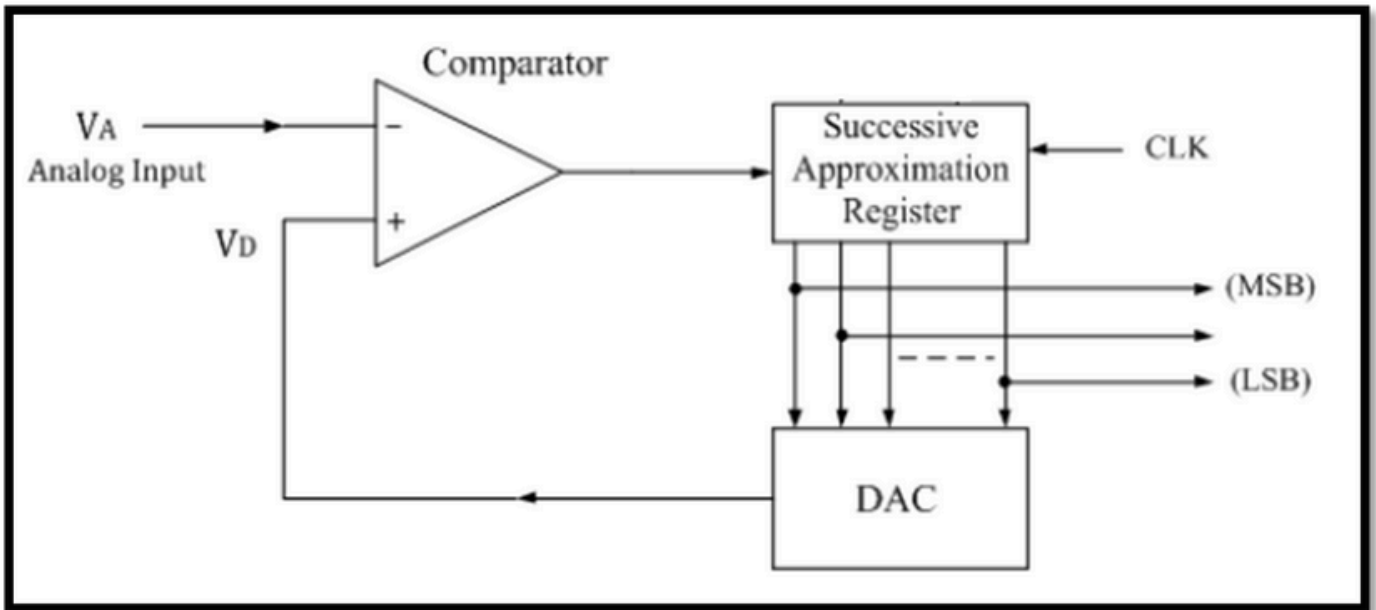 Comparator
VA
Analog Input
−
+
VD
Successive
Approximation
Register
CLK
(MSB)
(LSB)
DAC